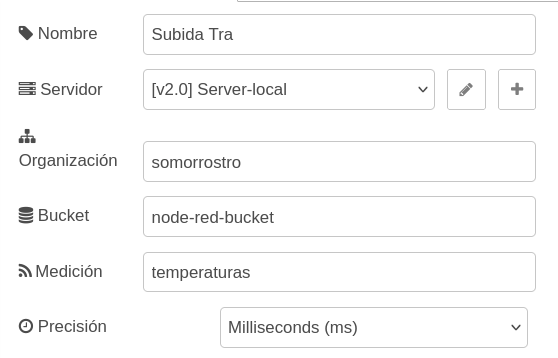 Nombre
Subida Tra
Servidor
[v2.0] Server-local
Organización
somorrostro
Bucket
node-red-bucket
Medición
temperaturas
Precisión
Milliseconds (ms)